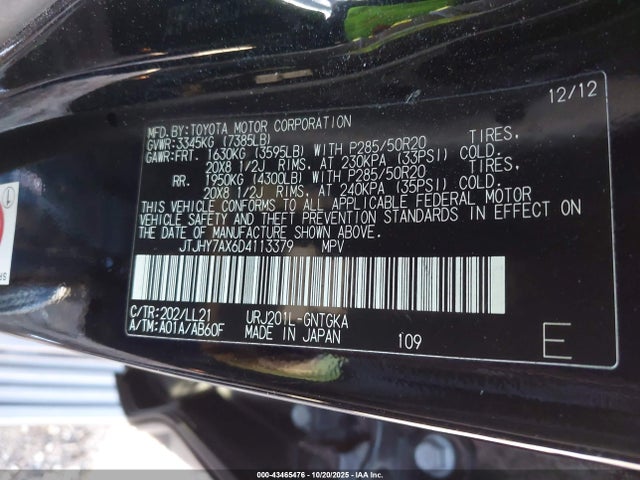 12/12
MFD.BY:TOYOTA MOTOR CORPORATION
GVWR:3345KG (7385LB)
GAWR:FRT. 1630KG (3595LB) WITH P285/50R20 TIRES,
20X8 1/2J RIMS, AT 230KPA (33PSI) COLD.
RR. 1950KG (4300LB) WITH P285/50R20 TIRES,
20X8 1/2J RIMS, AT 240KPA (35PSI) COLD.
THIS VEHICLE CONFORMS TO ALL APPLICABLE FEDERAL MOTOR
VEHICLE SAFETY AND THEFT PREVENTION STANDARDS IN EFFECT ON
THE DATE OF MANUFACTURE SHOWN ABOVE.
JTJHY7AX6D4113379 MPV
C/TR:202/LL21 URJ201L-GNTGKA
A/TM:A01A/AB60F MADE IN JAPAN 109 E
000-43465476 | 10/20/2025 | IAA Inc.